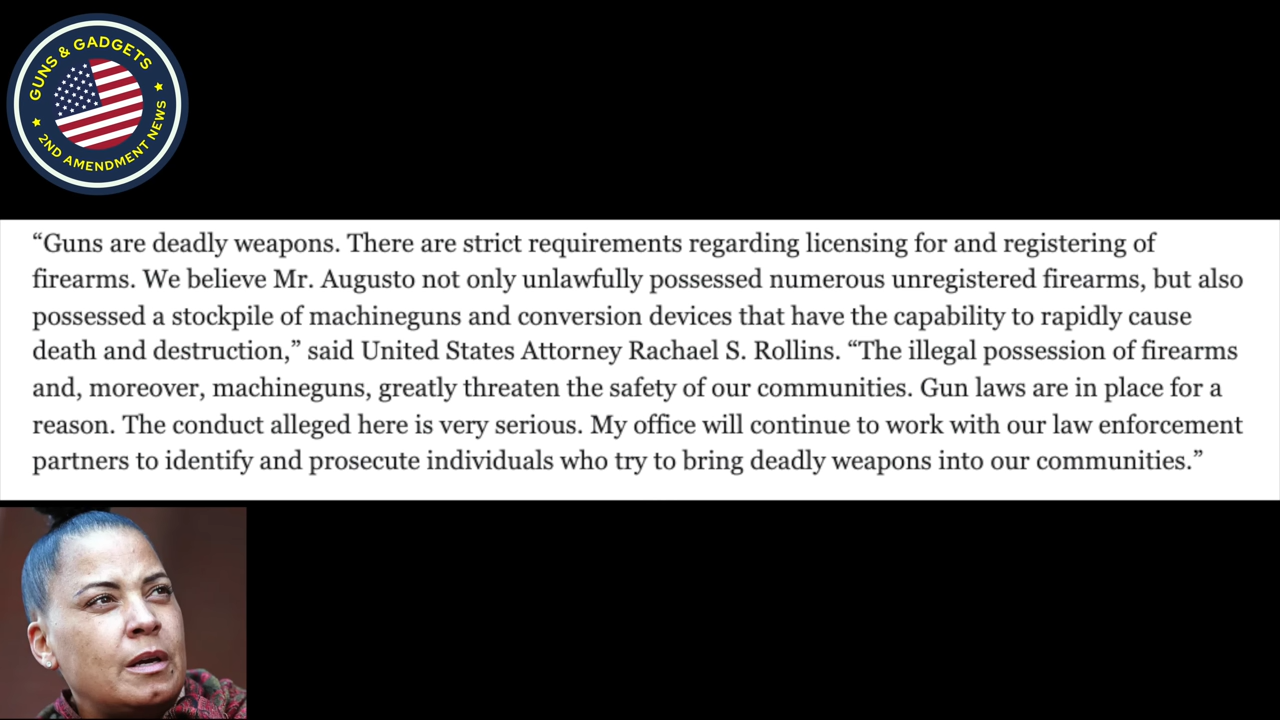 GUNS & GADGETS
2ND AMENDMENT NEWS
“Guns are deadly weapons. There are strict requirements regarding licensing for and registering of
firearms. We believe Mr. Augusto not only unlawfully possessed numerous unregistered firearms, but also
possessed a stockpile of machineguns and conversion devices that have the capability to rapidly cause
death and destruction,” said United States Attorney Rachael S. Rollins. “The illegal possession of firearms
and, moreover, machineguns, greatly threaten the safety of our communities. Gun laws are in place for a
reason. The conduct alleged here is very serious. My office will continue to work with our law enforcement
partners to identify and prosecute individuals who try to bring deadly weapons into our communities.”